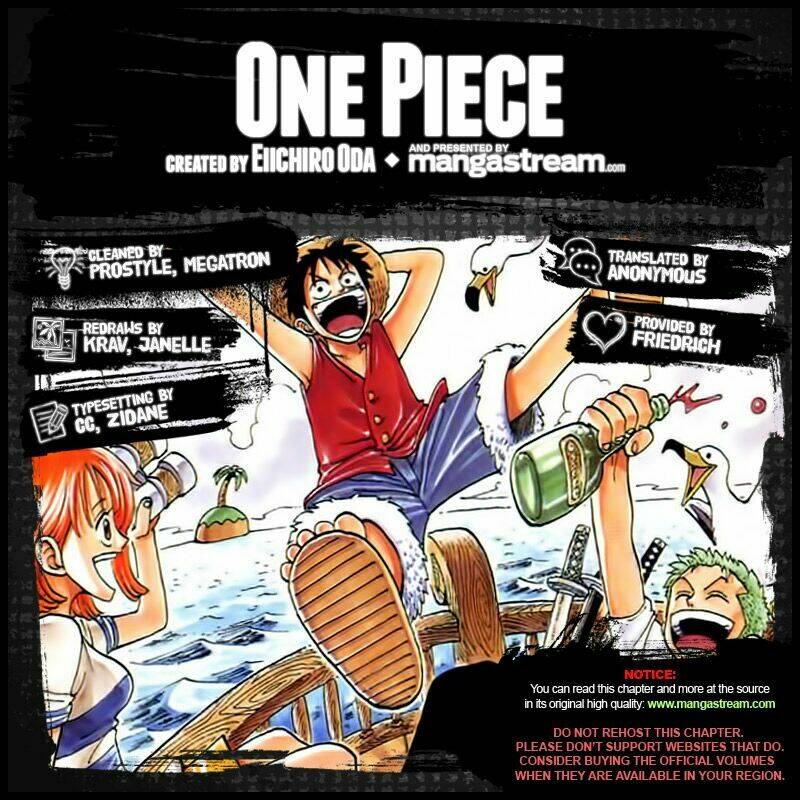 ONE PIECE
CREATED BY EIICHIRO ODA ◆ AND PRESENTED BY mangastream.com
CLEANED BY
PROSTYLE, MEGATRON
REDRAWS BY
KRAV, JANELLE
TYPESETTING BY
CC, ZIDANE
TRANSLATED BY
ANONYMOUS
PROVIDED BY
FRIEDRICH
NOTICE:
You can read this chapter and more at the source
in its original high quality: www.mangastream.com
DO NOT REHOST THIS CHAPTER.
PLEASE DON'T SUPPORT WEBSITES THAT DO.
CONSIDER BUYING THE OFFICIAL VOLUMES
WHEN THEY ARE AVAILABLE IN YOUR REGION.